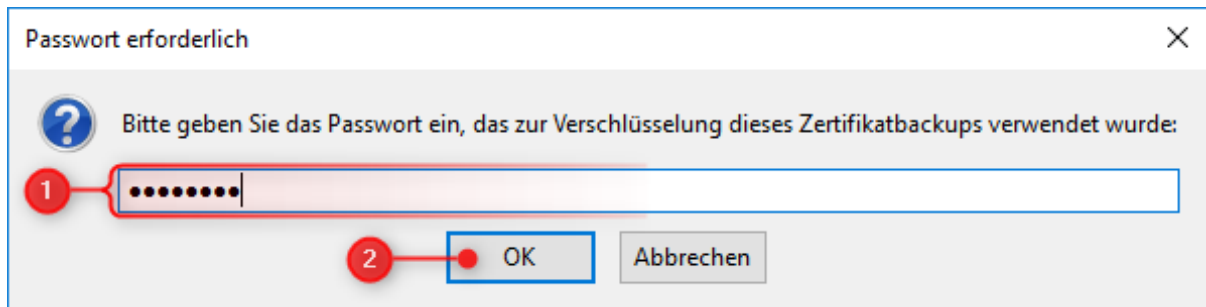 Passwort erforderlich
Bitte geben Sie das Passwort ein, das zur Verschlüsselung dieses Zertifikatbackups verwendet wurde:
1
••••••••
2
OK
Abbrechen